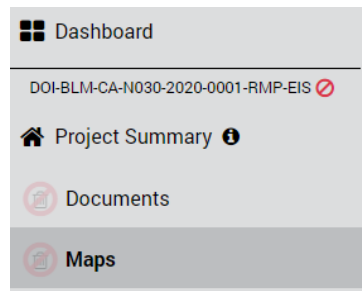 Dashboard
DOI-BLM-CA-N030-2020-0001-RMP-EIS
Project Summary
Documents
Maps